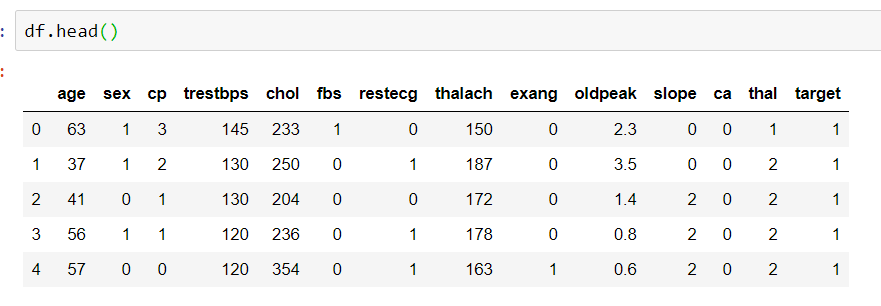 : df.head()
:
age sex cp trestbps chol fbs restecg thalach exang oldpeak slope ca thal target
0 63 1 3 145 233 1 0 150 0 2.3 0 0 1 1
1 37 1 2 130 250 0 1 187 0 3.5 0 0 2 1
2 41 0 1 130 204 0 0 172 0 1.4 2 0 2 1
3 56 1 1 120 236 0 1 178 0 0.8 2 0 2 1
4 57 0 0 120 354 0 1 163 1 0.6 2 0 2 1